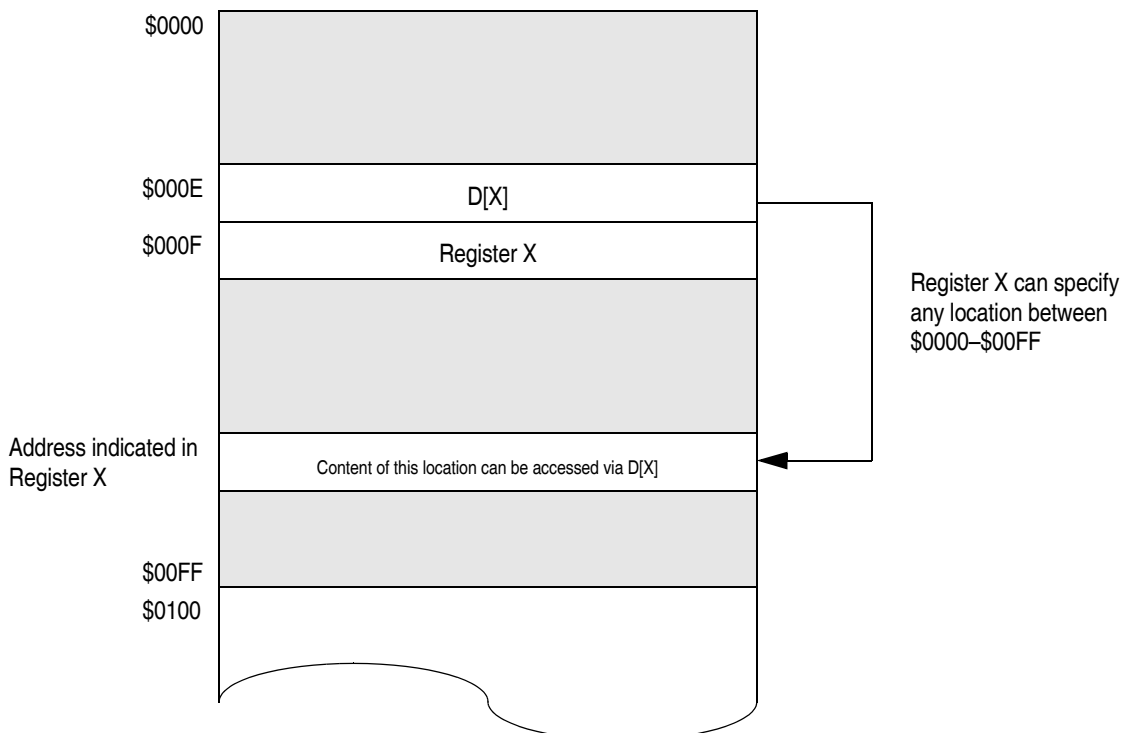 $0000
$000E
D[X]
$000F
Register X
Register X can specify
any location between
$0000–$00FF
Address indicated in
Register X
Content of this location can be accessed via D[X]
$00FF
$0100